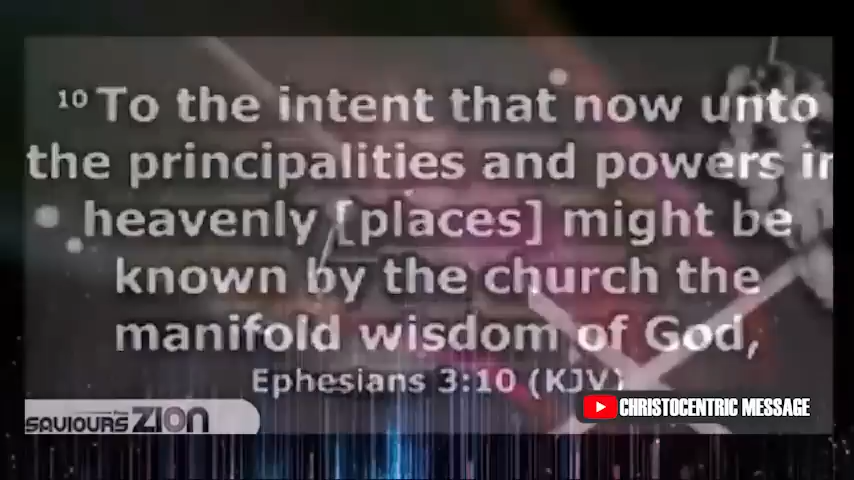 10 To the intent that now unto
the principalities and powers in
heavenly [places] might be
known by the church the
manifold wisdom of God,
Ephesians 3:10 (KJV)
SAVIOURS ZION
CHRISTOCENTRIC MESSAGE